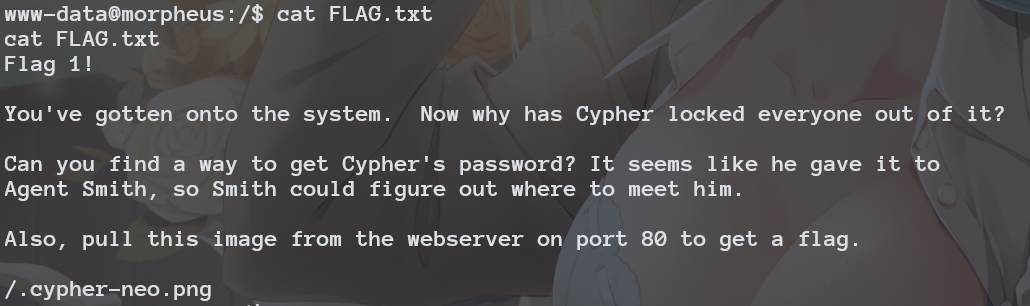 www-data@morpheus:/$ cat FLAG.txt
cat FLAG.txt
Flag 1!
You've gotten onto the system.  Now why has Cypher locked everyone out of it?
Can you find a way to get Cypher's password? It seems like he gave it to
Agent Smith, so Smith could figure out where to meet him.
Also, pull this image from the webserver on port 80 to get a flag.
/.cypher-neo.png